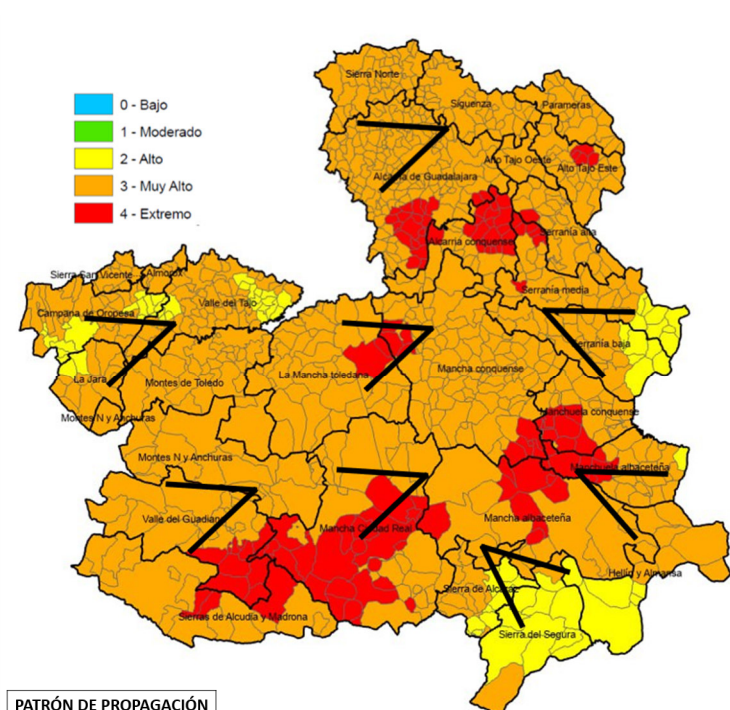 Sierra Norte
Siguenza
Parameras
0 - Bajo
1 - Moderado
2 - Alto
3 - Muy Alto
4 - Extremo
Alto Tajo Oeste
Alto Tajo Este
Alcarria de Guadalajara
Alcarria conquense
Serranía alta
Sierra San Vicente
Almorox
Serranía media
Valle del Tajo
Campana de Oropesa
Serranía baja
La Jara
Montes de Toledo
La Mancha toledana
Mancha conquense
Montes N y Anchuras
Manchuela conquense
Montes N y Anchuras
Manchuela albaceteña
Valle del Guadiana
Mancha Ciudad Real
Mancha albaceteña
Hellín y Almansa
Sierra de Alcaraz
Sierras de Alcudia y Madrona
Sierra del Segura
PATRÓN DE PROPAGACIÓN